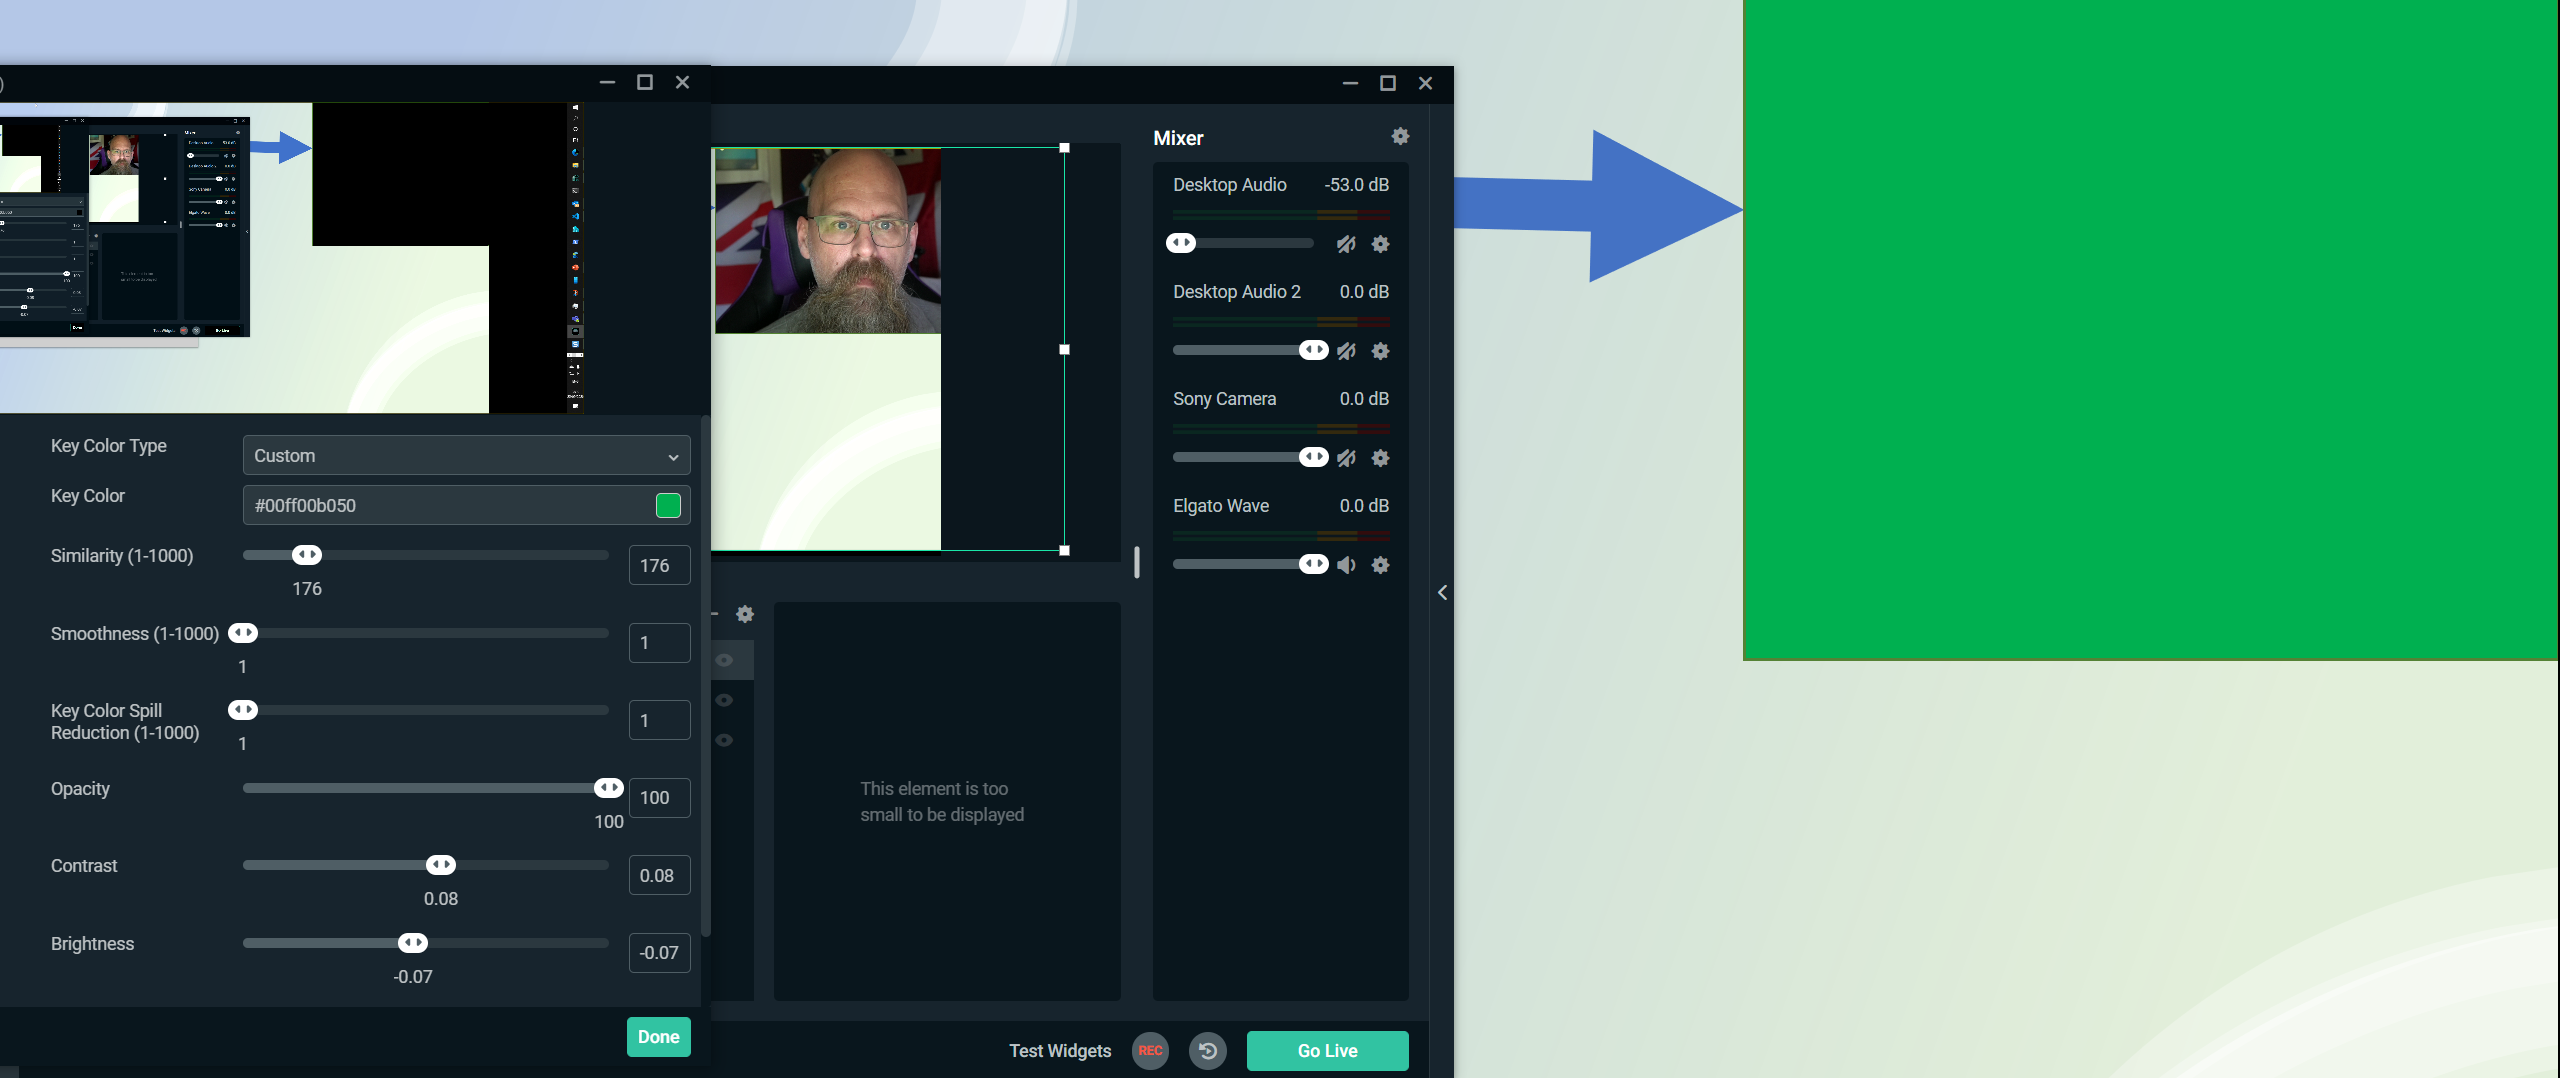 Key Color Type
Custom
Key Color
#00ff00b050
Similarity (1-1000)
176
176
Smoothness (1-1000)
1
1
Key Color Spill
Reduction (1-1000)
1
1
Opacity
100
100
Contrast
0.08
0.08
Brightness
-0.07
-0.07
Done
Mixer
Desktop Audio -53.0 dB
Desktop Audio 2 0.0 dB
Sony Camera 0.0 dB
Elgato Wave 0.0 dB
This element is too
small to be displayed
Test Widgets
REC
Go Live